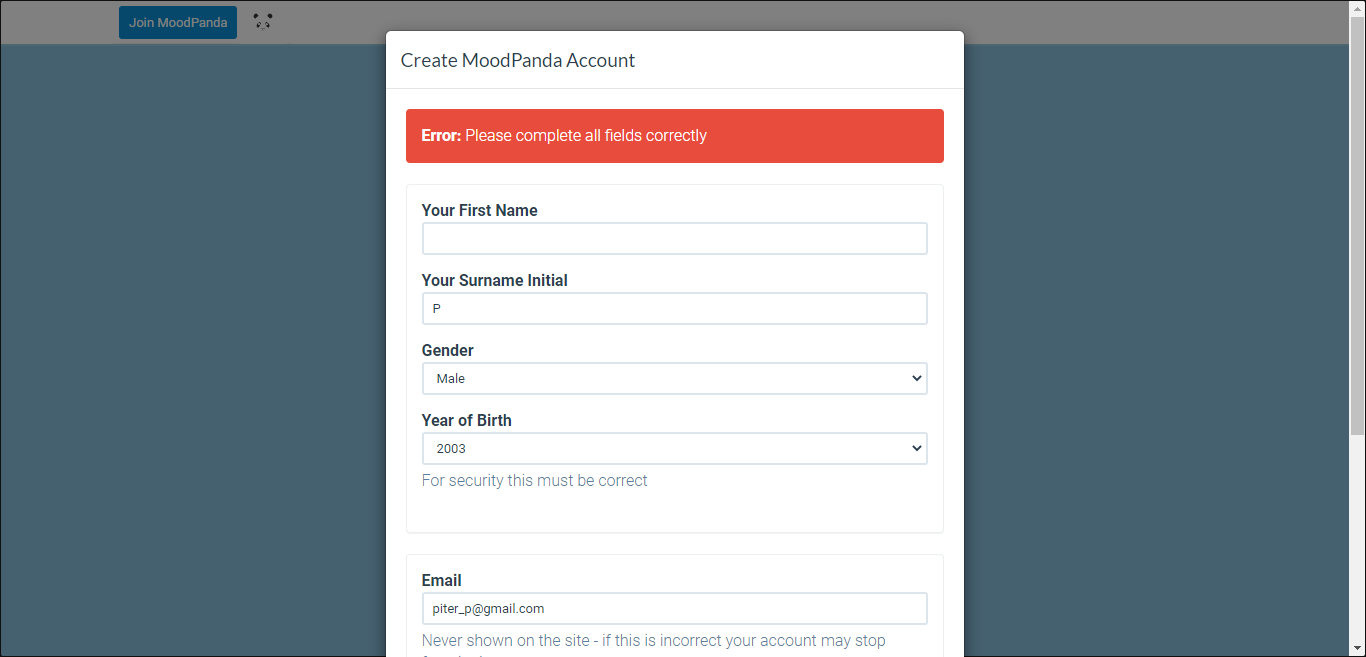 Join MoodPanda
Create MoodPanda Account
Error: Please complete all fields correctly
Your First Name
Your Surname Initial
P
Gender
Male
Year of Birth
2003
For security this must be correct
Email
piter_p@gmail.com
Never shown on the site - if this is incorrect your account may stop